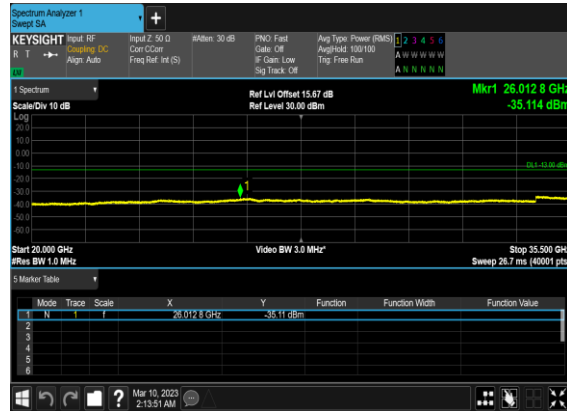 Spectrum Analyzer 1
Swept SA
+
KEYSIGHT Input: RF Input Z: 50 Ω #Atten: 30 dB PNO: Fast Avg Type: Power (RMS) 1 2 3 4 5 6
R T Coupling: DC Corr CCorr Gate: Off Avg|Hold: 100/100 A W W W W W
Align: Auto Freq Ref: Int (S) IF Gain: Low Trig: Free Run A N N N N N
Sig Track: Off
1 Spectrum Ref Lvl Offset 15.67 dB Mkr1 26.012 8 GHz
Scale/Div 10 dB Ref Level 30.00 dBm -35.114 dBm
Log
20.0
10.0
0.00
-10.0 DL1 -13.00 dBm
-20.0
-30.0 1
-40.0
-50.0
-60.0
Start 20.000 GHz Video BW 3.0 MHz* Stop 35.500 GHz
#Res BW 1.0 MHz Sweep 26.7 ms (40001 pts)
5 Marker Table
Mode Trace Scale X Y Function Function Width Function Value
1 N 1 f 26.012 8 GHz -35.11 dBm
2
3
4
5
6
? Mar 10, 2023
2:13:51 AM